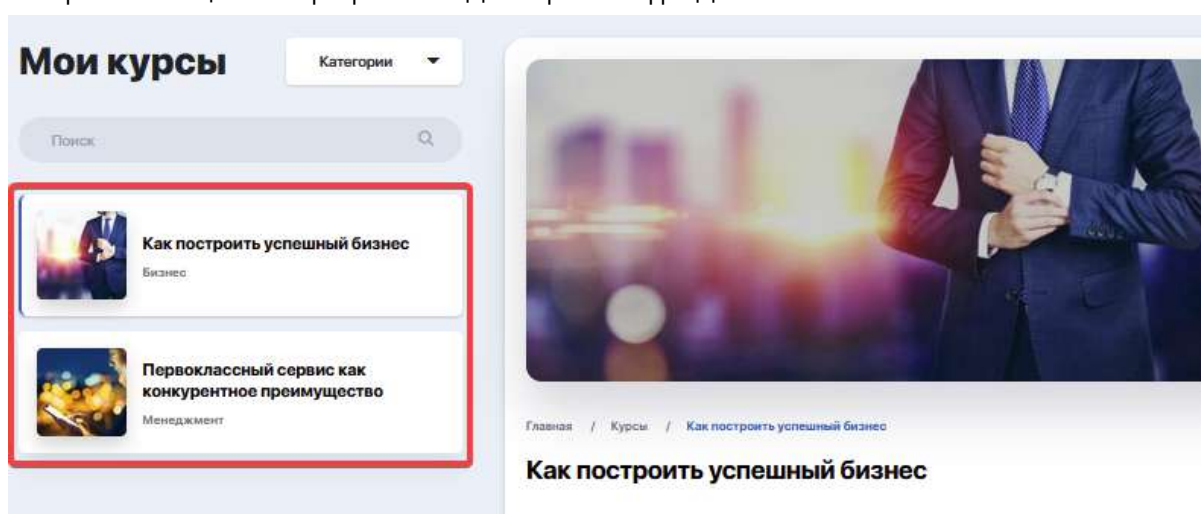 Мои курсы
Категории
Поиск
Как построить успешный бизнес
Бизнес
Первоклассный сервис как
конкурентное преимущество
Менеджмент
Главная / Курсы / Как построить успешный бизнес
Как построить успешный бизнес